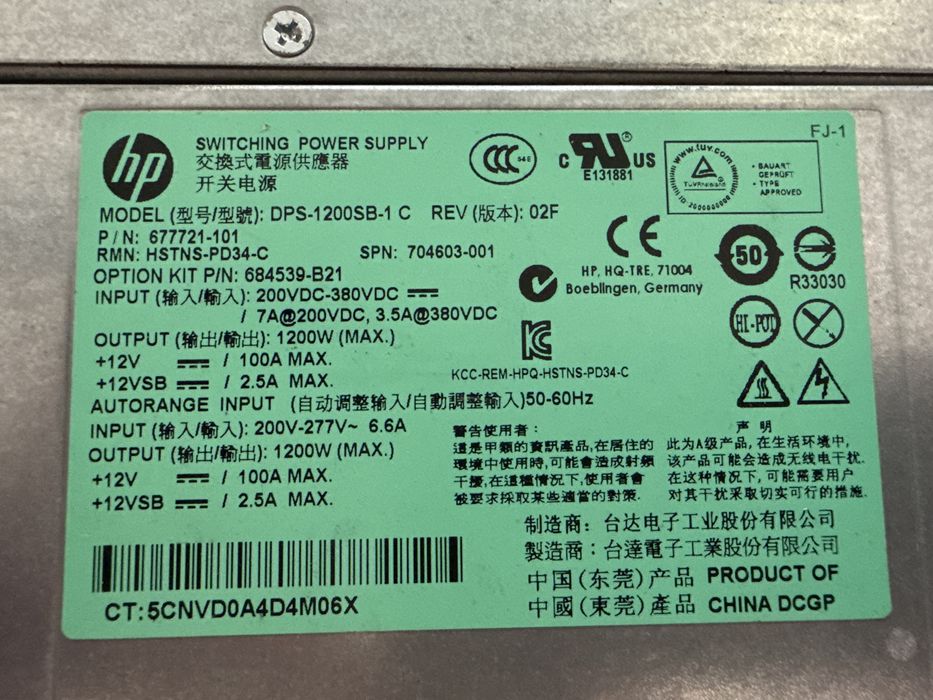 FJ-1
hp
SWITCHING POWER SUPPLY
交換式電源供應器
开关电源
MODEL (型号/型號): DPS-1200SB-1 C REV (版本): 02F
P/N: 677721-101
RMN: HSTNS-PD34-C SPN: 704603-001
OPTION KIT P/N: 684539-B21
INPUT (输入/輸入): 200VDC-380VDC
/ 7A@200VDC, 3.5A@380VDC
OUTPUT (输出/輸出): 1200W (MAX.)
+12V / 100A MAX.
+12VSB / 2.5A MAX.
AUTORANGE INPUT (自动调整输入/自動調整輸入)50-60Hz
INPUT (输入/輸入): 200V-277V~ 6.6A
OUTPUT (输出/輸出): 1200W (MAX.)
+12V / 100A MAX.
+12VSB / 2.5A MAX.
CCC
c RU US
E131881
www.tuv.com
TÜVRheinland
• BAUART
GEPRÜFT
• TYPE
APPROVED
CE
HP, HQ-TRE, 71004
Boeblingen, Germany
50
R33030
HI-POT
KCC-REM-HPQ-HSTNS-PD34-C
警告使用者:
這是甲類的資訊產品,在居住的
環境中使用時,可能會造成射頻
干擾,在這種情況下,使用者會
被要求採取某些適當的對策.
声 明
此为A级产品,在生活环境中,
该产品可能会造成无线电干扰.
在这种情况下,可能需要用户
对其干扰采取切实可行的措施.
制造商: 台达电子工业股份有限公司
製造商: 台達電子工業股份有限公司
中国(东莞)产品 PRODUCT OF
中國(東莞)產品 CHINA DCGP
CT:5CNVD0A4D4M06X